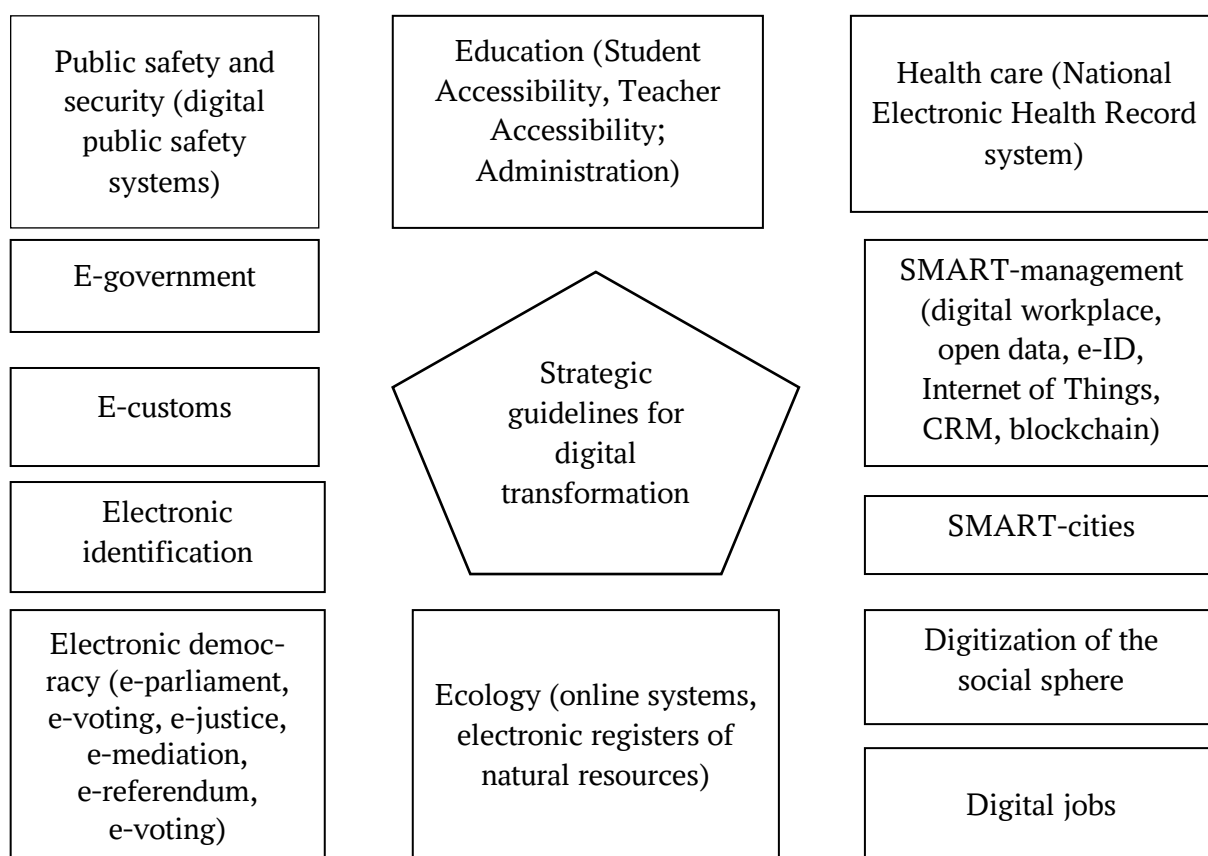 Public safety and
security (digital
public safety
systems)
Education (Student
Accessibility, Teacher
Accessibility;
Administration)
Health care (National
Electronic Health Record
system)
E-government
SMART-management
(digital workplace,
open data, e-ID,
Internet of Things,
CRM, blockchain)
Strategic
guidelines for
digital
transformation
E-customs
Electronic
identification
SMART-cities
Electronic democ-
racy (e-parliament,
e-voting, e-justice,
e-mediation,
e-referendum,
e-voting)
Ecology (online systems,
electronic registers of
natural resources)
Digitization of the
social sphere
Digital jobs